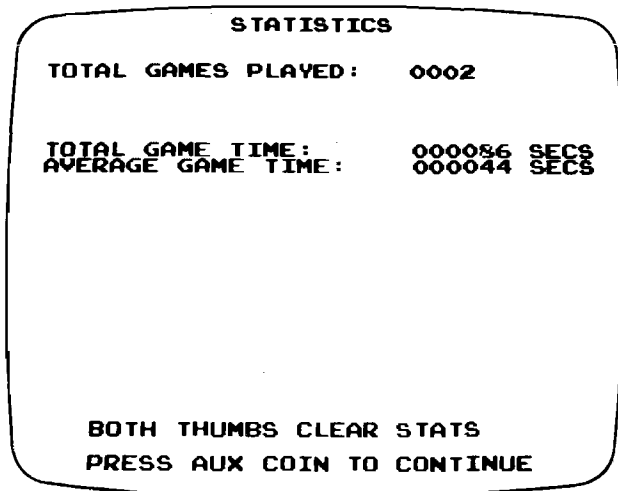 STATISTICS
TOTAL GAMES PLAYED: 0002
TOTAL GAME TIME: 000086 SECS
AVERAGE GAME TIME: 000044 SECS
BOTH THUMBS CLEAR STATS
PRESS AUX COIN TO CONTINUE